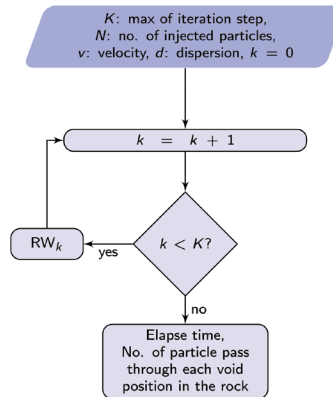 K: max of iteration step,
N: no. of injected particles,
v: velocity, d: dispersion, k = 0
k = k + 1
k < K?
yes
RW_k
no
Elapse time,
No. of particle pass
through each void
position in the rock